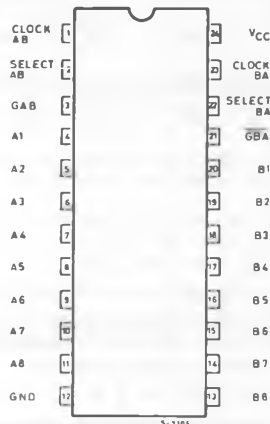 CLOCK AB 1 24 VCC
SELECT AB 2 23 CLOCK BA
GAB 3 22 SELECT BA
A1 4 21 GBA
A2 5 20 B1
A3 6 19 B2
A4 7 18 B3
A5 8 17 B4
A6 9 16 B5
A7 10 15 B6
A8 11 14 B7
GND 12 13 B8